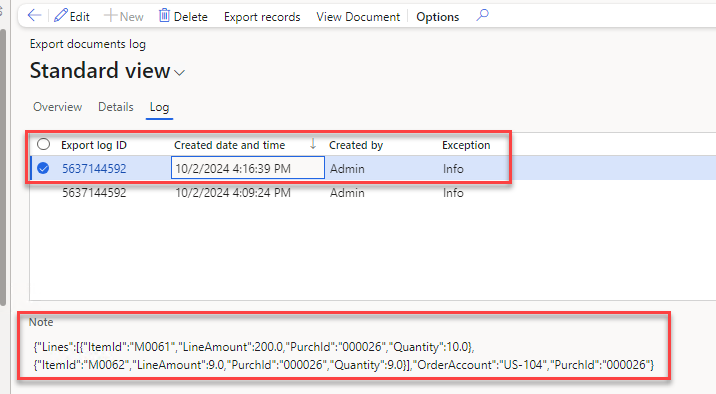 Edit New Delete Export records View Document Options
Export documents log
Standard view
Overview Details Log
Export log ID Created date and time Created by Exception
5637144592 10/2/2024 4:16:39 PM Admin Info
5637144592 10/2/2024 4:09:24 PM Admin Info
Note
{"Lines":[{"ItemId":"M0061","LineAmount":200.0,"PurchId":"000026","Quantity":10.0},
{"ItemId":"M0062","LineAmount":9.0,"PurchId":"000026","Quantity":9.0}],"OrderAccount":"US-104","PurchId":"000026"}